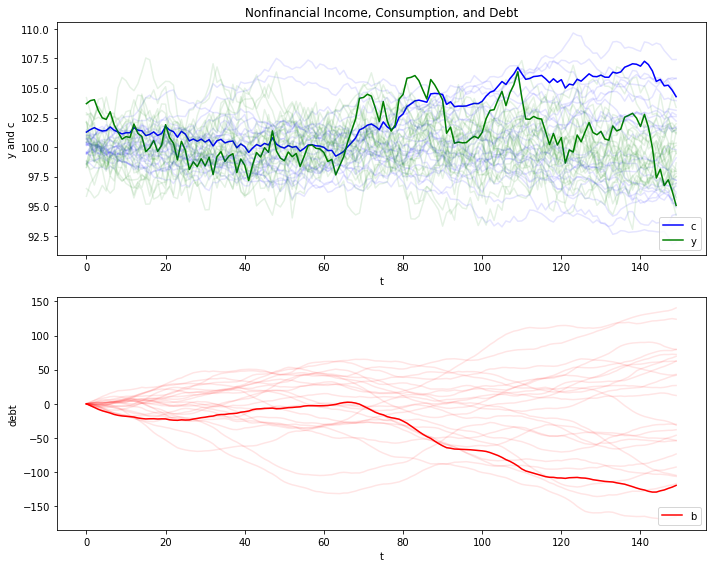 Nonfinancial Income, Consumption, and Debt
110.0
107.5
105.0
102.5
100.0
97.5
95.0
92.5
y and c
c
y
0 20 40 60 80 100 120 140
t
150
100
50
0
−50
−100
−150
debt
b
0 20 40 60 80 100 120 140
t